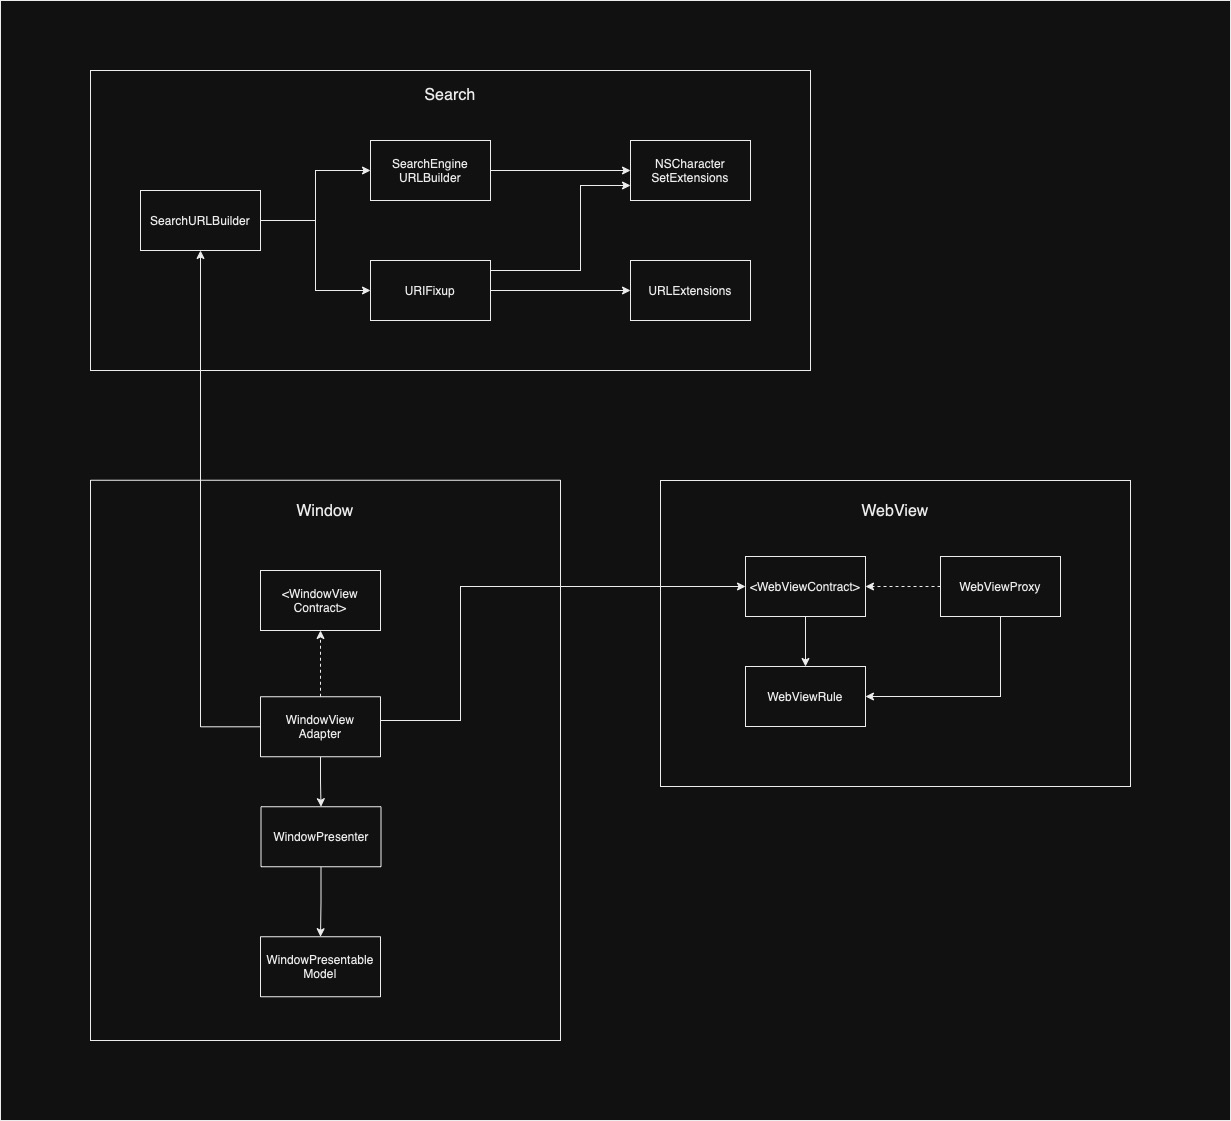 Search
SearchEngine
URLBuilder
NSCharacter
SetExtensions
SearchURLBuilder
URIFixup
URLExtensions
Window
<WindowView
Contract>
WindowView
Adapter
WindowPresenter
WindowPresentable
Model
WebView
<WebViewContract>
WebViewProxy
WebViewRule